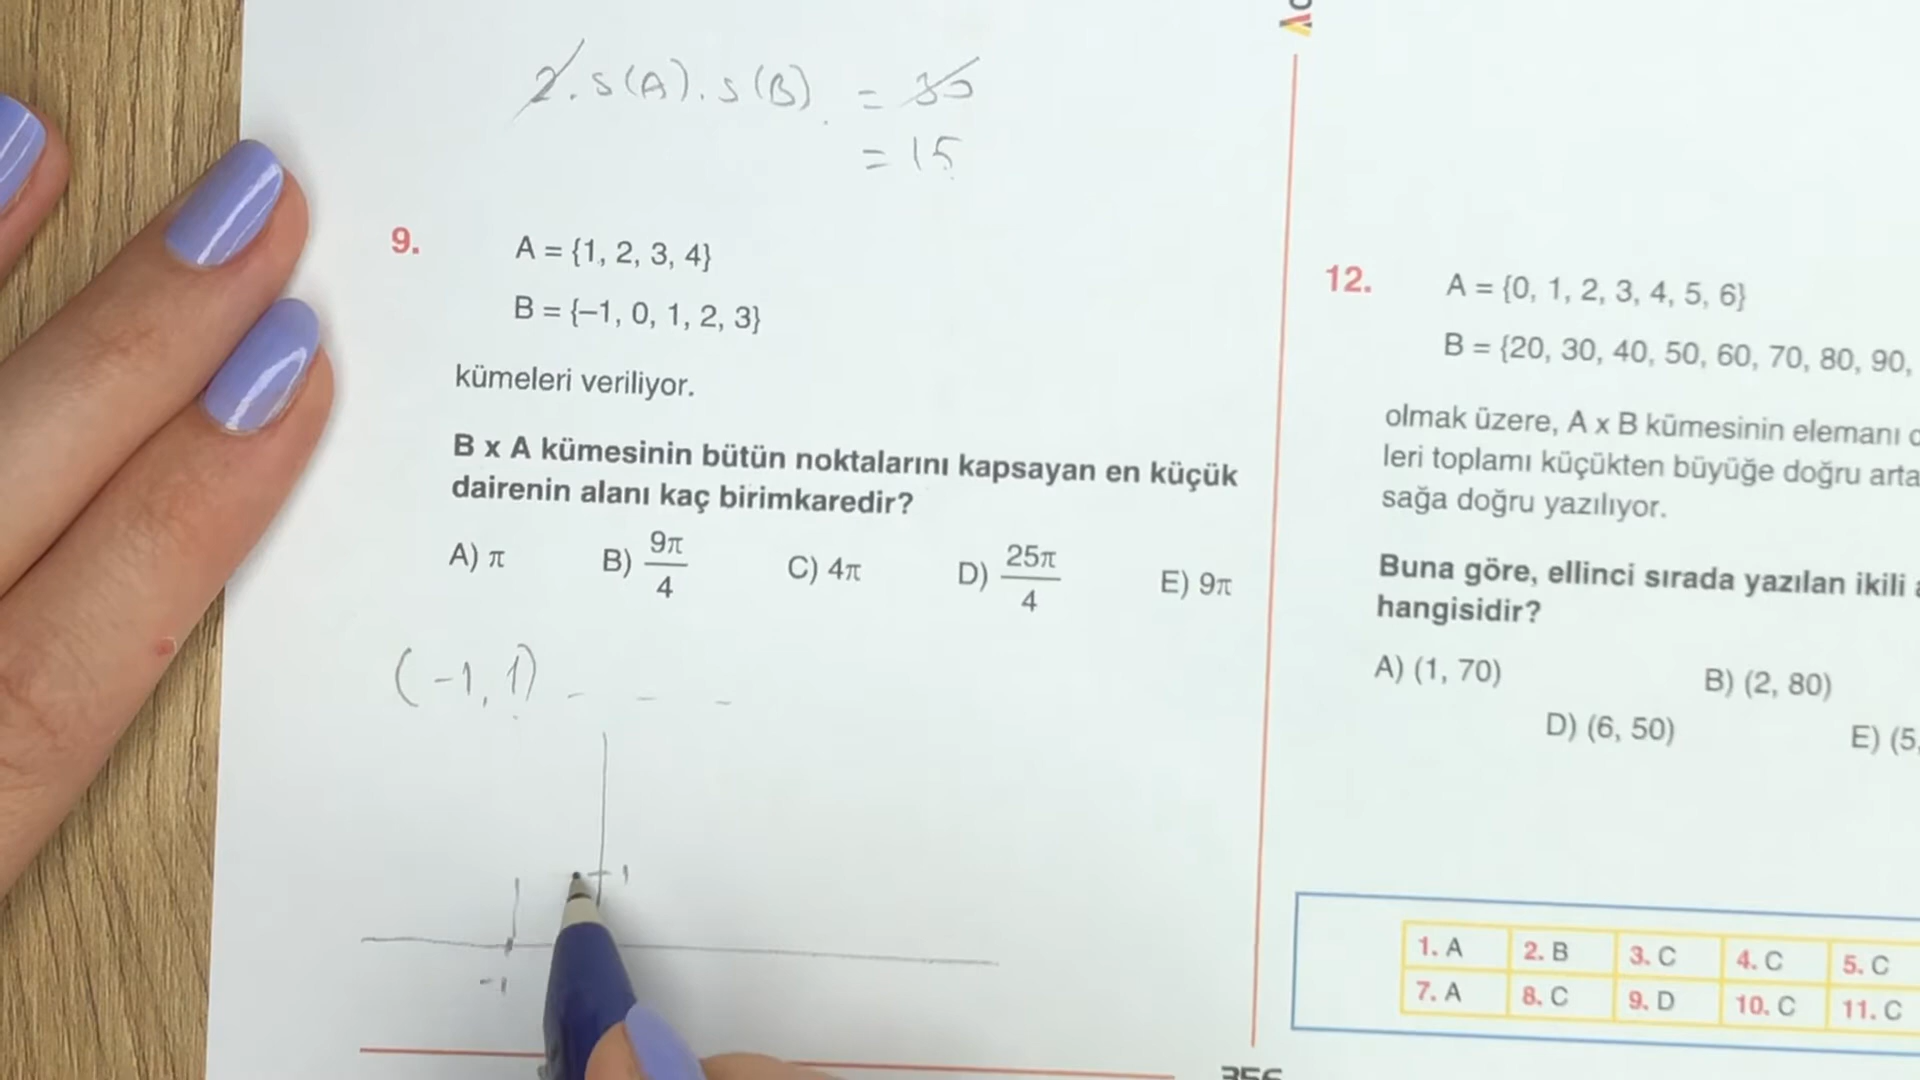 2. s(A). s(B) = 30
= 15
9. A = {1, 2, 3, 4}
B = {–1, 0, 1, 2, 3}
kümeleri veriliyor.
B x A kümesinin bütün noktalarını kapsayan en küçük
dairenin alanı kaç birimkaredir?
A) π B) 9π/4 C) 4π D) 25π/4 E) 9π
(-1, 1) - - -
1
-1
12. A = {0, 1, 2, 3, 4, 5, 6}
B = {20, 30, 40, 50, 60, 70, 80, 90,
olmak üzere, A x B kümesinin elemanı
leri toplamı küçükten büyüğe doğru arta
sağa doğru yazılıyor.
Buna göre, ellinci sırada yazılan ikili
hangisidir?
A) (1, 70) B) (2, 80)
D) (6, 50) E) (5,
1. A 2. B 3. C 4. C 5. C
7. A 8. C 9. D 10. C 11. C
356